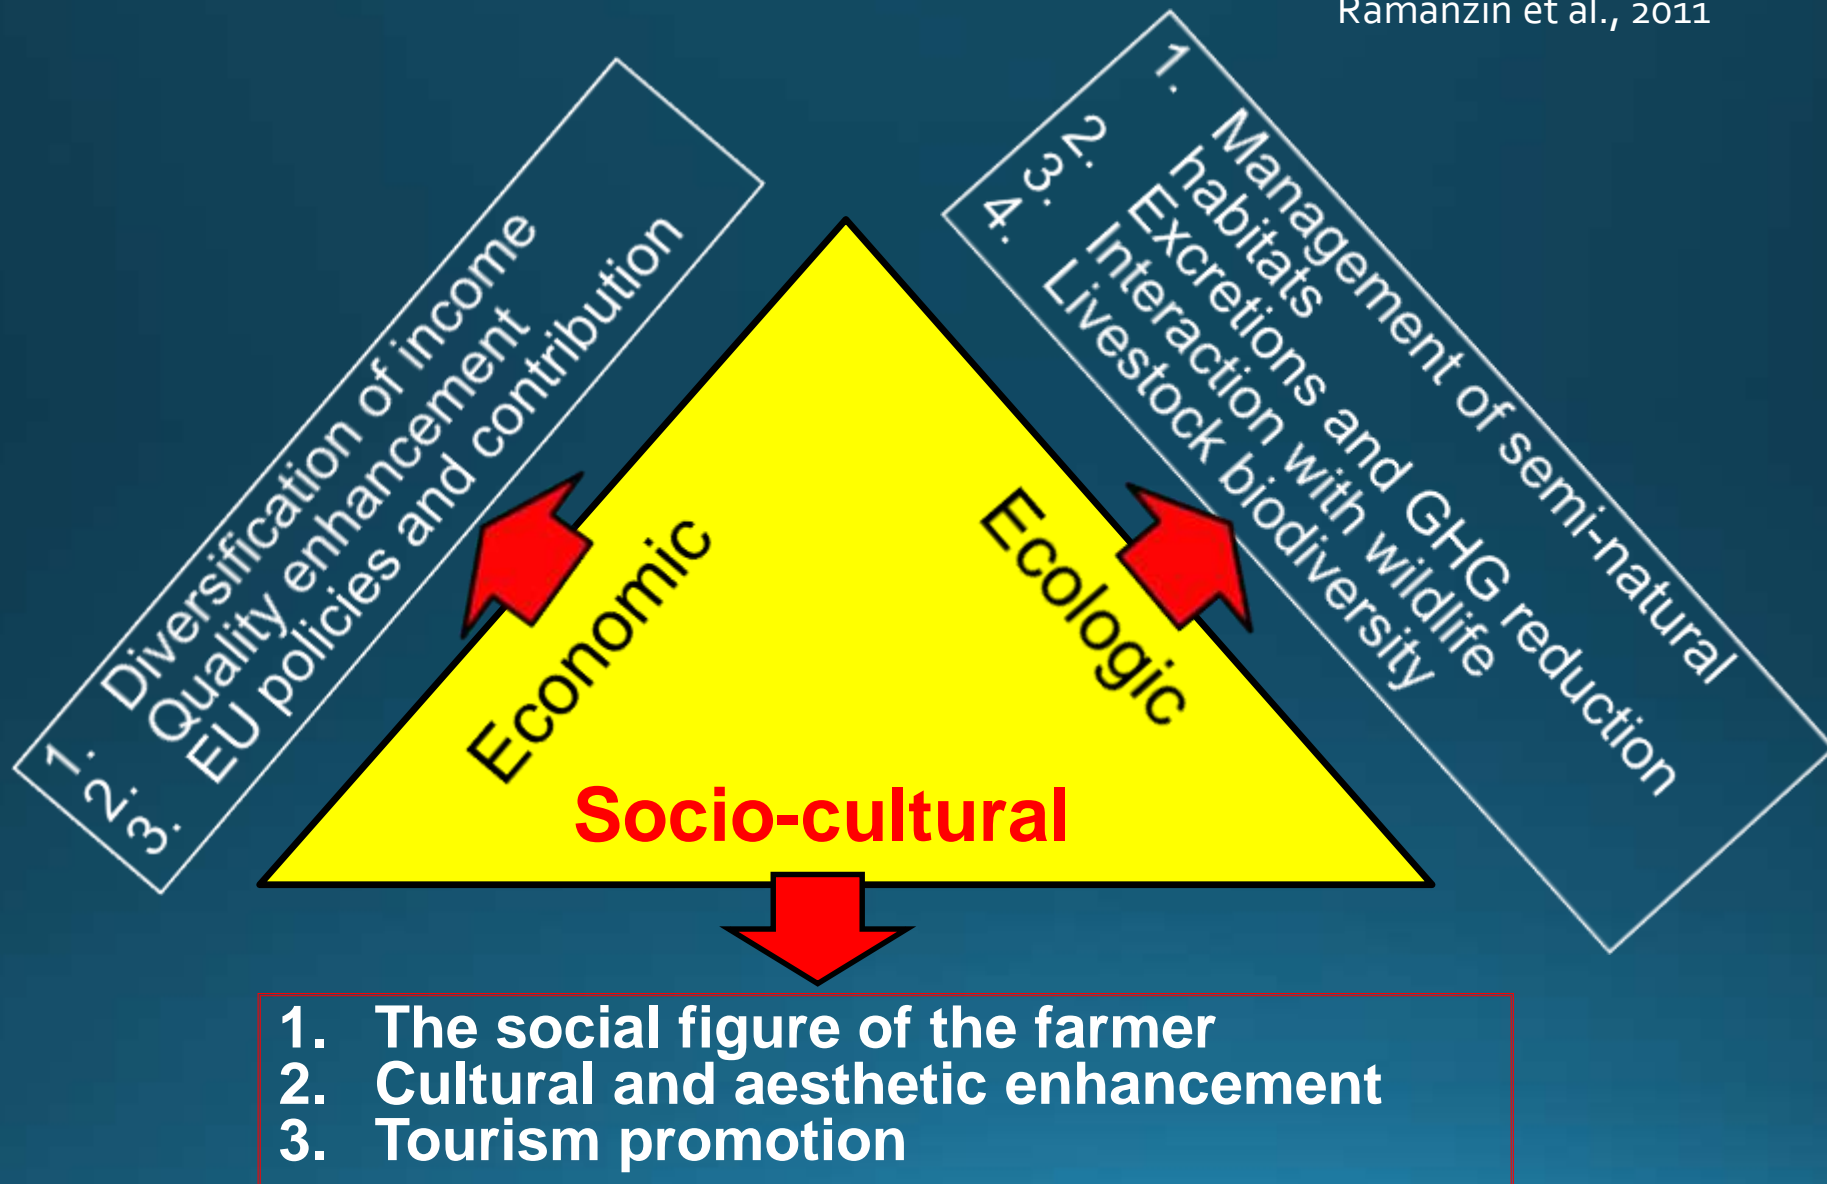 Ramanzin et al., 2011
1. Diversification of income
2. Quality enhancement
3. EU policies and contribution
1. Management of semi-natural
habitats
2. Excretions and GHG reduction
3. Interaction with wildlife
4. Livestock biodiversity
Economic
Ecologic
Socio-cultural
1. The social figure of the farmer
2. Cultural and aesthetic enhancement
3. Tourism promotion